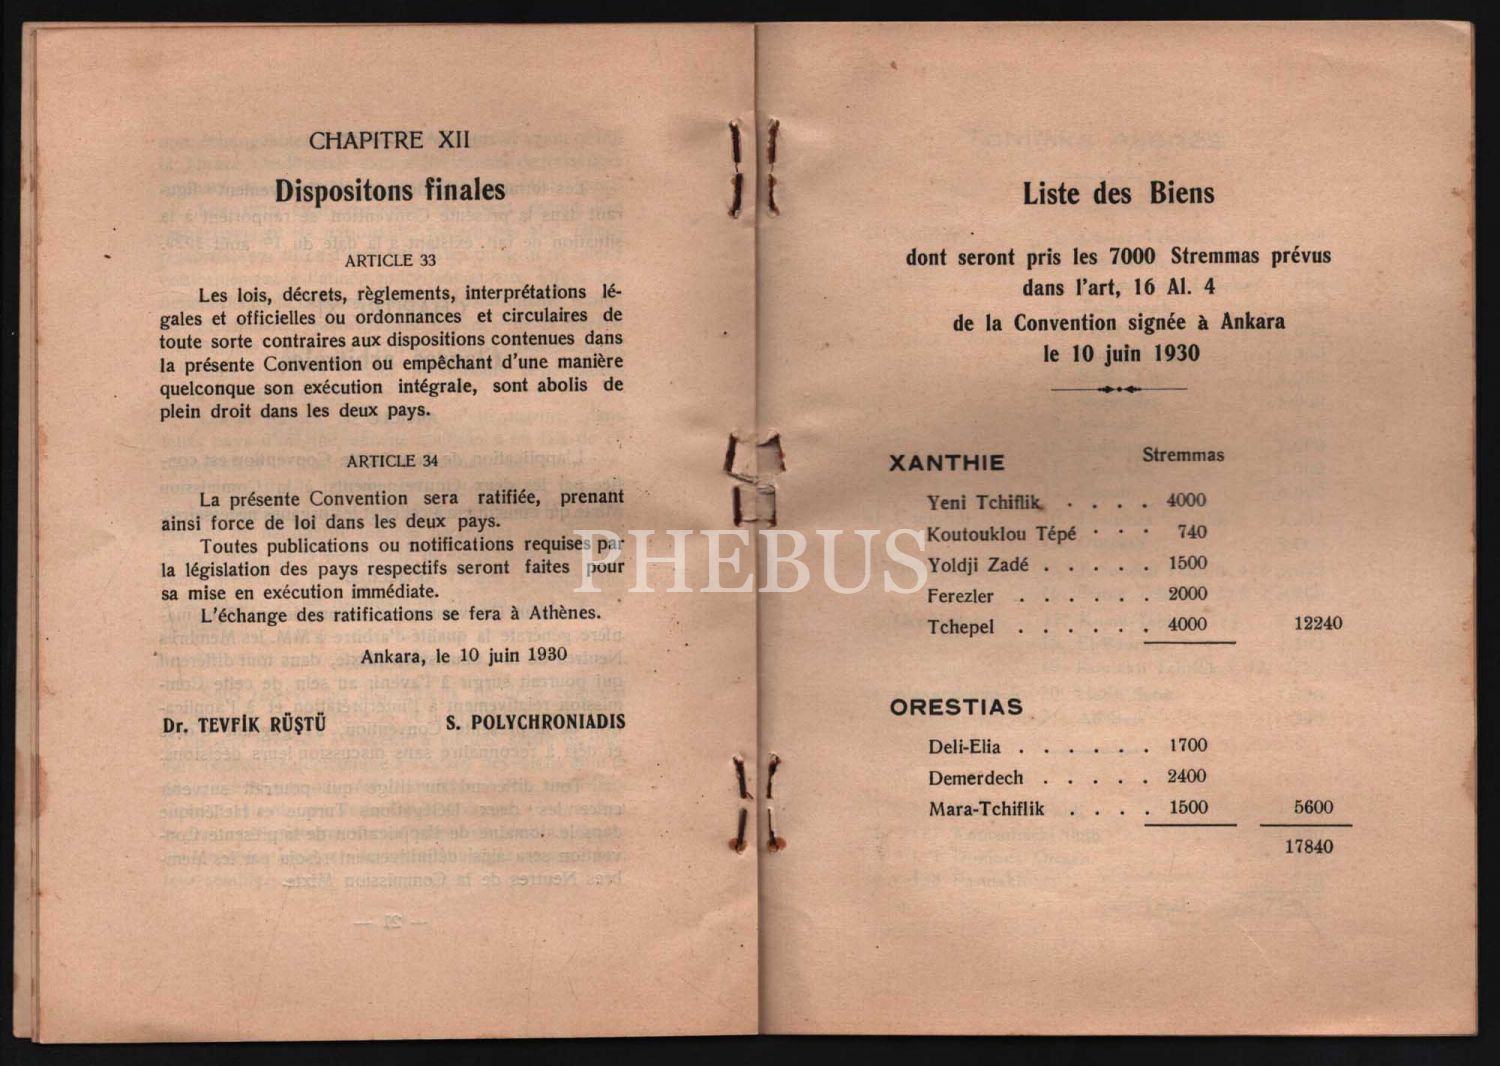 CHAPITRE XII
Dispositons finales
ARTICLE 33
Les lois, décrets, règlements, interprétations lé-
gales et officielles ou ordonnances et circulaires de
toute sorte contraires aux dispositions contenues dans
la présente Convention ou empêchant d'une manière
quelconque son exécution intégrale, sont abolis de
plein droit dans les deux pays.
ARTICLE 34
La présente Convention sera ratifiée, prenant
ainsi force de loi dans les deux pays.
Toutes publications ou notifications requises par
la législation des pays respectifs seront faites pour
sa mise en exécution immédiate.
L'échange des ratifications se fera à Athènes.
Ankara, le 10 juin 1930
Dr. TEVFİK RÜŞTÜ S. POLYCHRONIADIS
Liste des Biens
dont seront pris les 7000 Stremmas prévus
dans l'art, 16 Al. 4
de la Convention signée à Ankara
le 10 juin 1930
XANTHIE Stremmas
Yeni Tchiflik . . . . 4000
Koutouklou Tépé . . . 740
Yoldji Zadé . . . . . 1500
Ferezler . . . . . . 2000
Tchepel . . . . . . 4000 12240
ORESTIAS
Deli-Elia . . . . . . 1700
Demerdech . . . . . 2400
Mara-Tchiflik . . . . 1500 5600
17840
PHEBUS